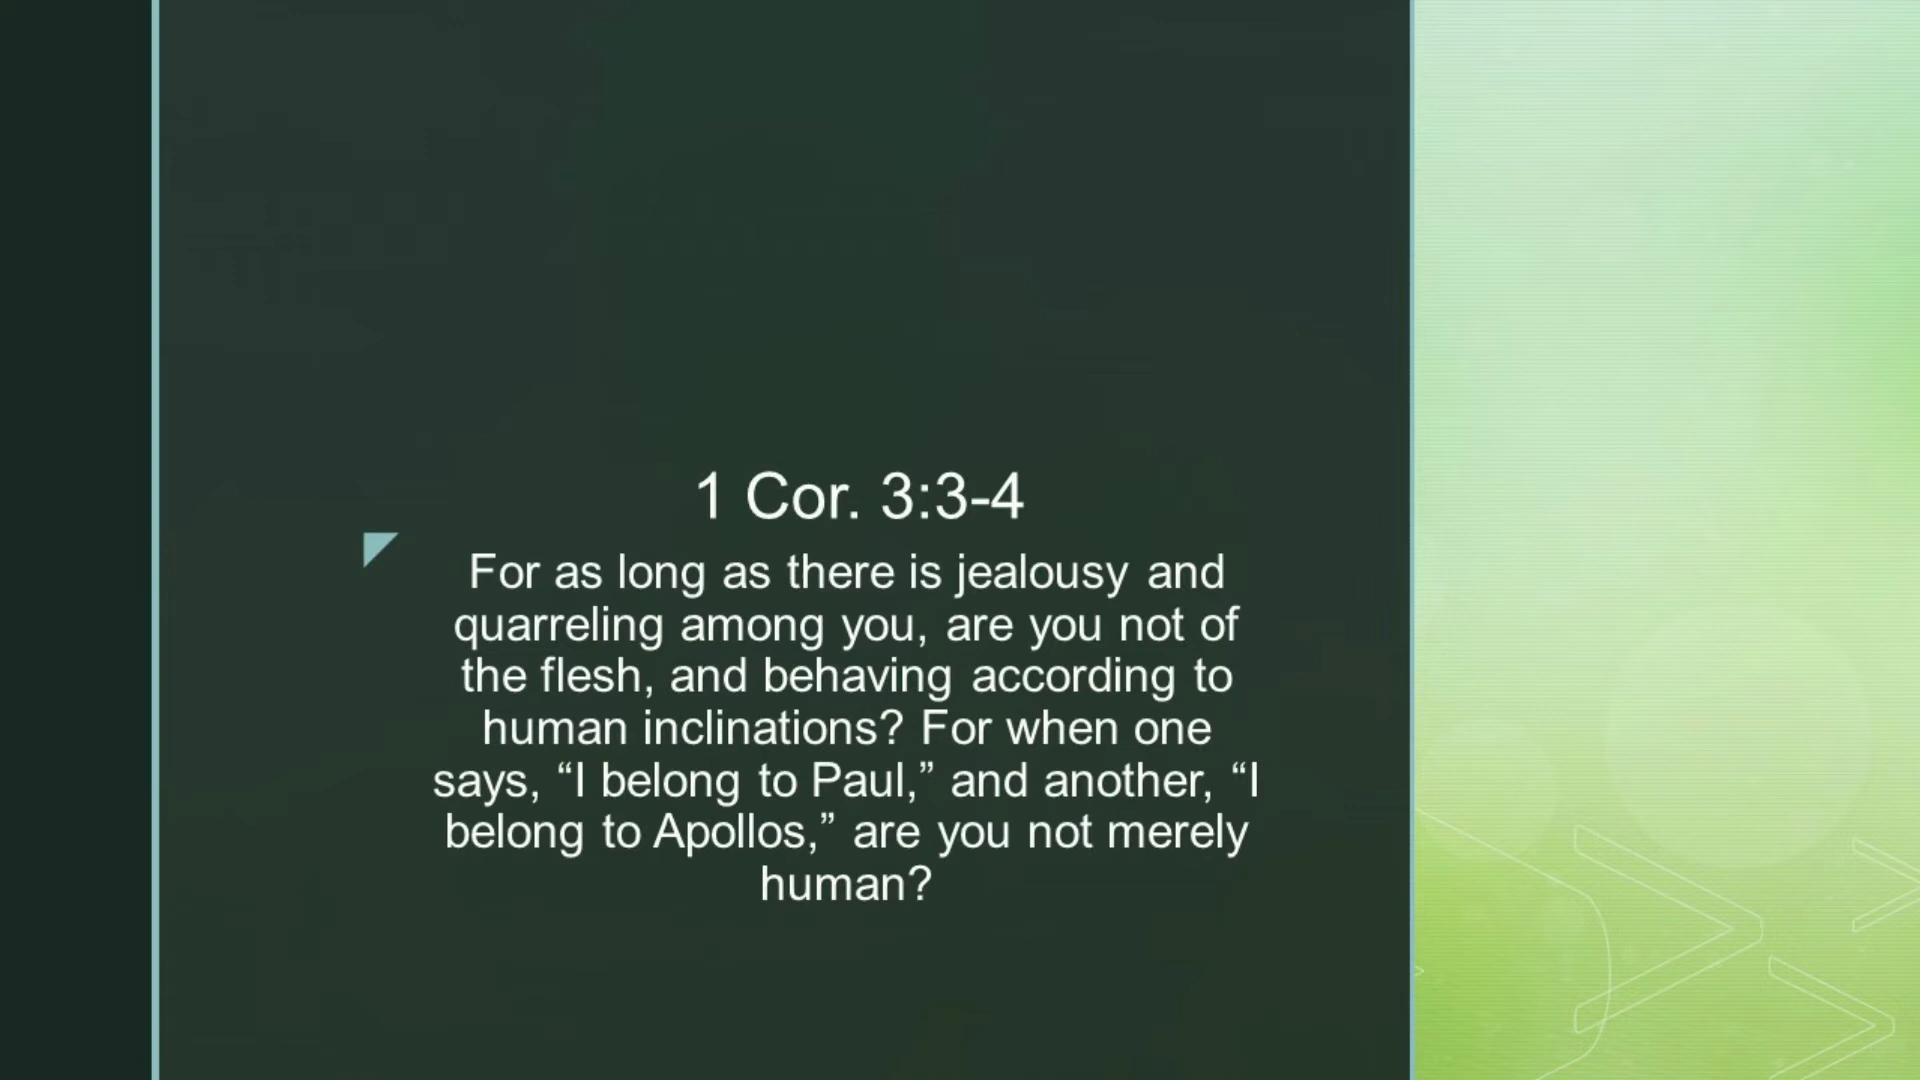 1 Cor. 3:3-4
For as long as there is jealousy and
quarreling among you, are you not of
the flesh, and behaving according to
human inclinations? For when one
says, “I belong to Paul,” and another, “I
belong to Apollos,” are you not merely
human?